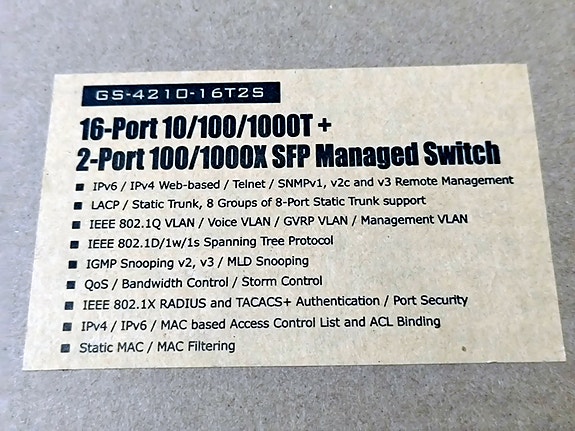 GS-4210-16T2S
16-Port 10/100/1000T +
2-Port 100/1000X SFP Managed Switch
■ IPv6 / IPv4 Web-based / Telnet / SNMPv1, v2c and v3 Remote Management
■ LACP / Static Trunk, 8 Groups of 8-Port Static Trunk support
■ IEEE 802.1Q VLAN / Voice VLAN / GVRP VLAN / Management VLAN
■ IEEE 802.1D/1w/1s Spanning Tree Protocol
■ IGMP Snooping v2, v3 / MLD Snooping
■ QoS / Bandwidth Control / Storm Control
■ IEEE 802.1X RADIUS and TACACS+ Authentication / Port Security
■ IPv4 / IPv6 / MAC based Access Control List and ACL Binding
■ Static MAC / MAC Filtering